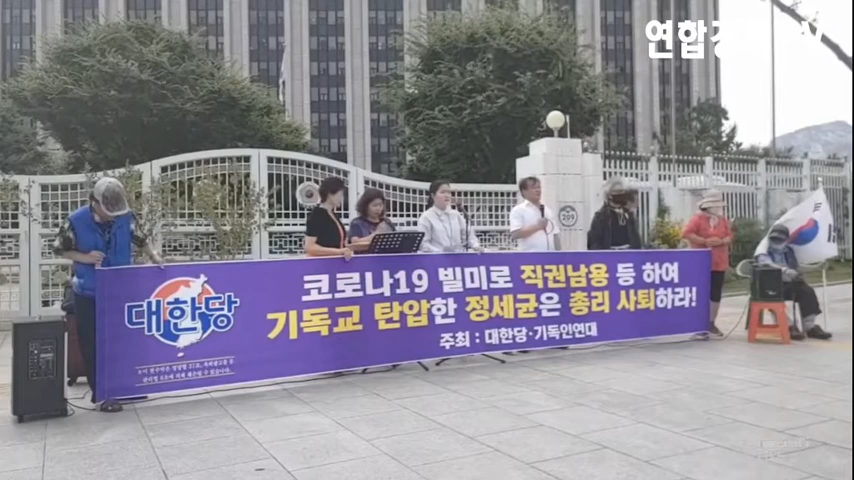 연합경
코로나19 빌미로 직권남용 등 하여
기독교 탄압한 정세균은 총리 사퇴하라!
주최 : 대한당·기독인연대
대한당
209